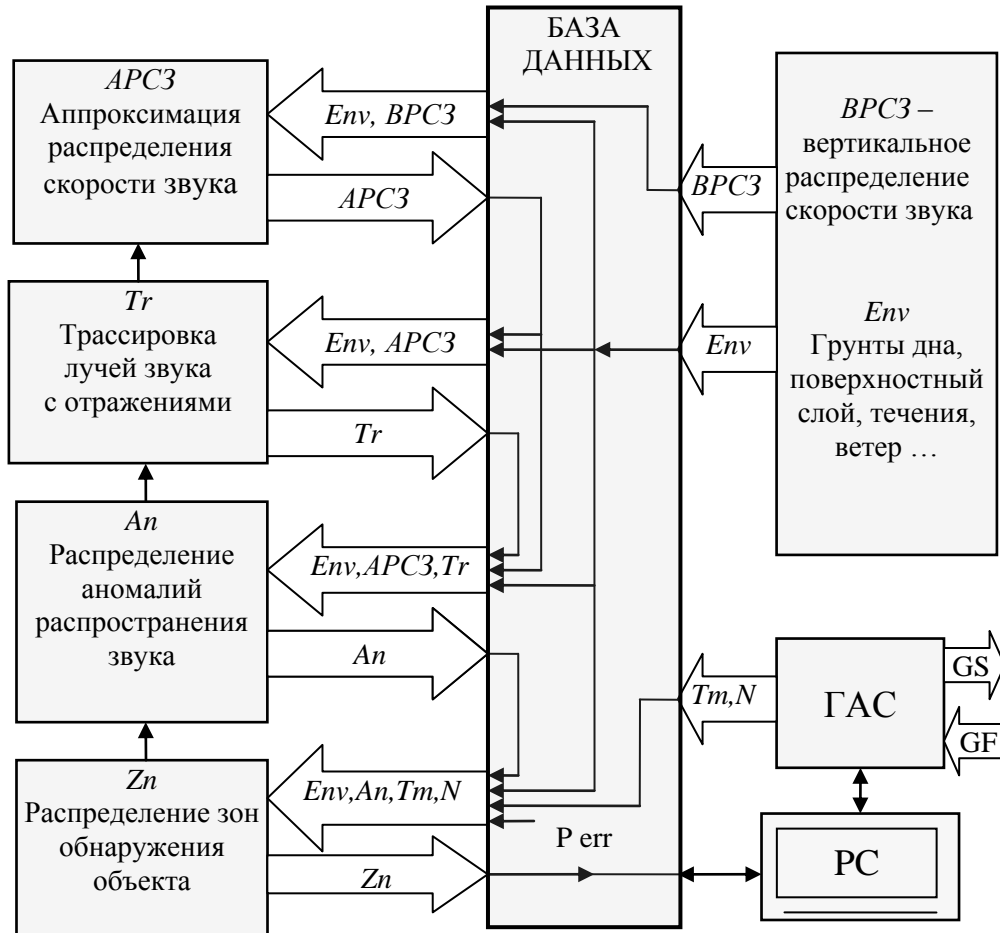 БАЗА
ДАННЫХ
АРСЗ
Аппроксимация
распределения
скорости звука
Env, ВРСЗ
АРСЗ
ВРСЗ
ВРСЗ –
вертикальное
распределение
скорости звука
Tr
Трассировка
лучей звука
с отражениями
Env, АРСЗ
Tr
Env
Env
Грунты дна,
поверхностный
слой, течения,
ветер …
An
Распределение
аномалий
распространения
звука
Env,АРСЗ,Tr
An
Tm,N
ГАС
GS
GF
Zn
Распределение зон
обнаружения
объекта
Env,An,Tm,N
Zn
P err
PC